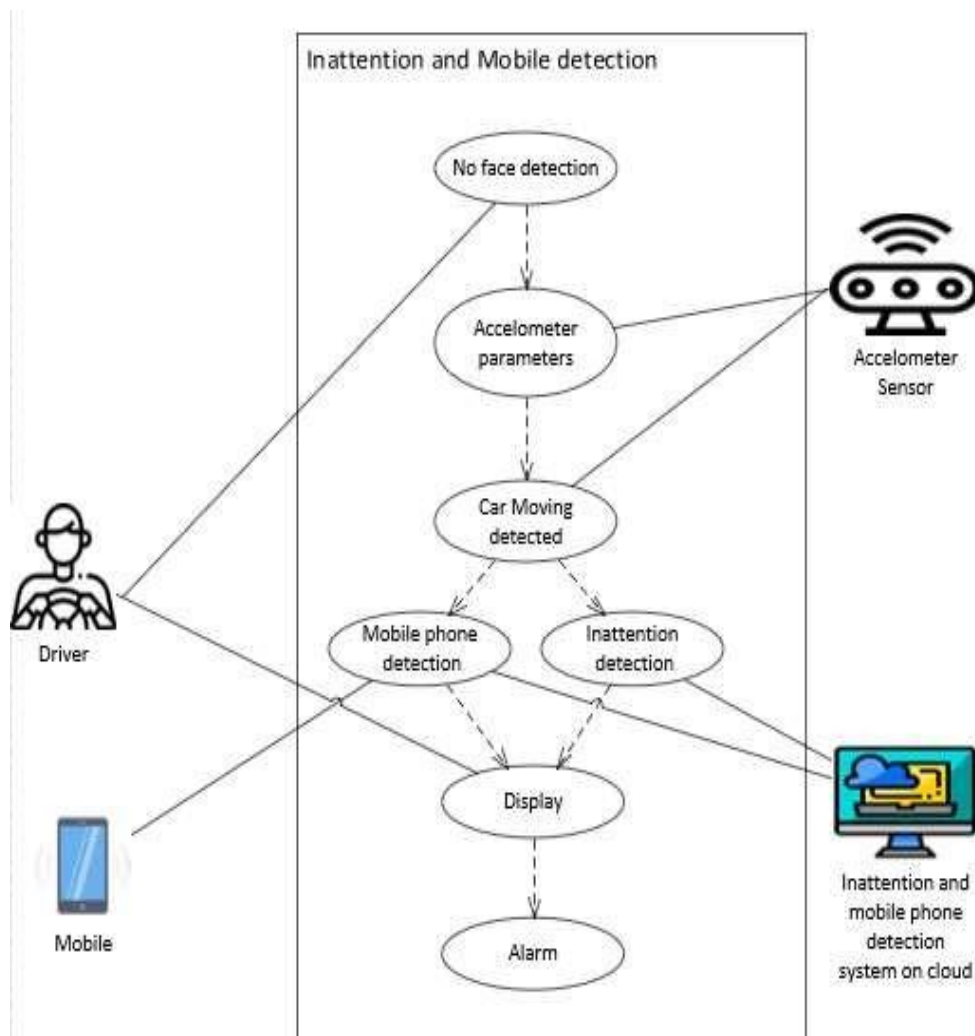 Inattention and Mobile detection
No face detection
Accelometer
parameters
Accelometer
Sensor
Car Moving
detected
Driver
Mobile phone
detection
Inattention
detection
Display
Mobile
Inattention and
mobile phone
detection
system on cloud
Alarm